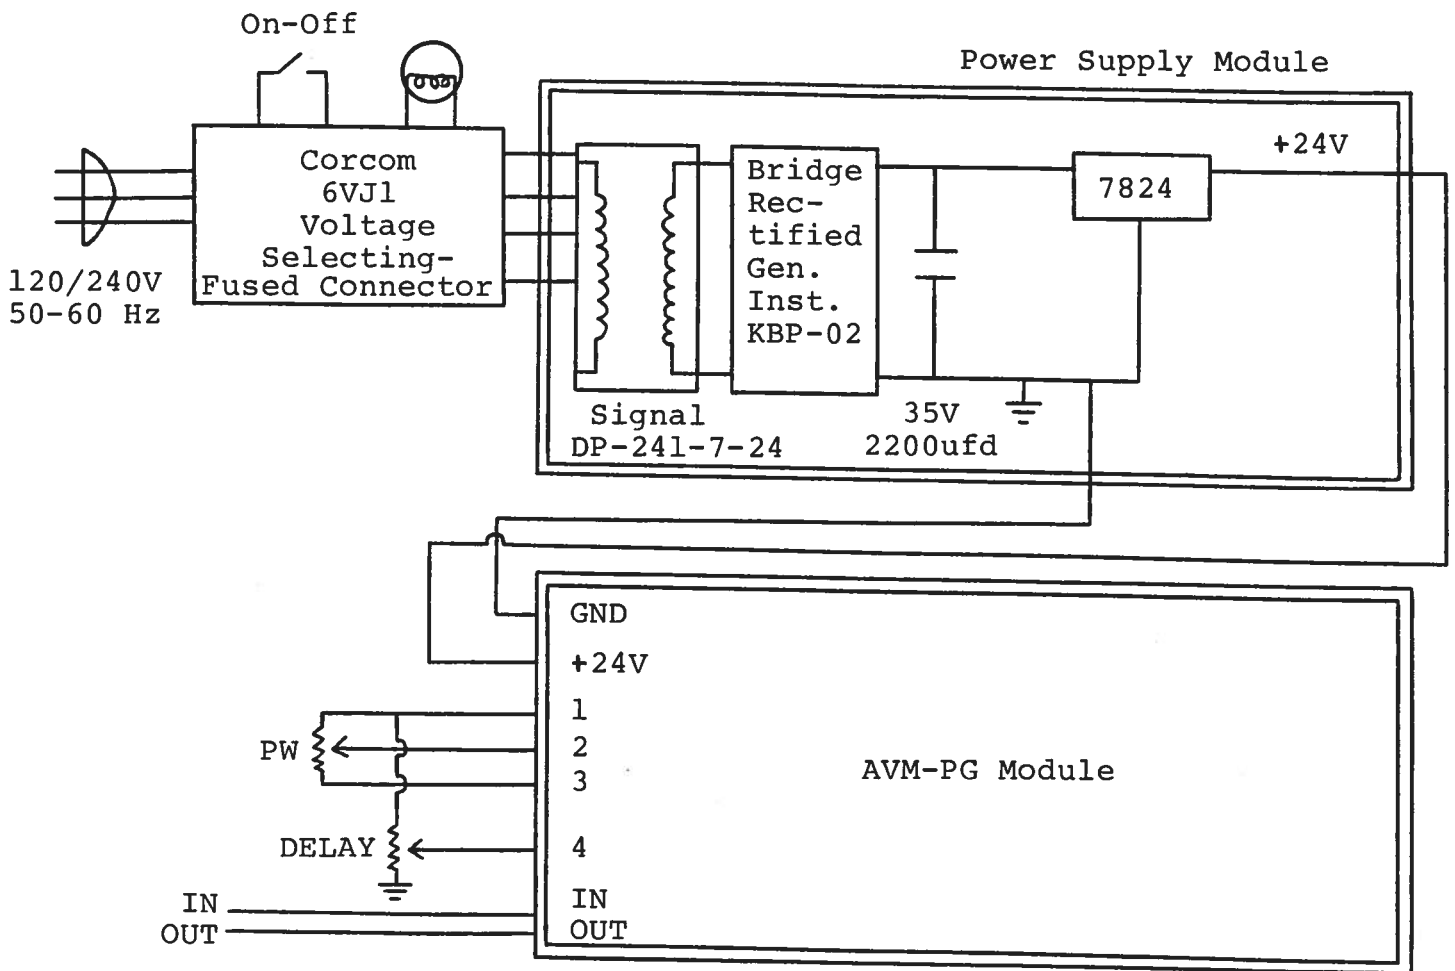 On-Off
Power Supply Module
+24V
Corcom
6VJ1
Voltage
Selecting-
Fused Connector
120/240V
50-60 Hz
Bridge
Rec-
tified
Gen.
Inst.
KBP-02
7824
Signal
DP-241-7-24
35V
2200ufd
GND
+24V
1
PW
2
3
AVM-PG Module
DELAY
4
IN
IN
OUT
OUT